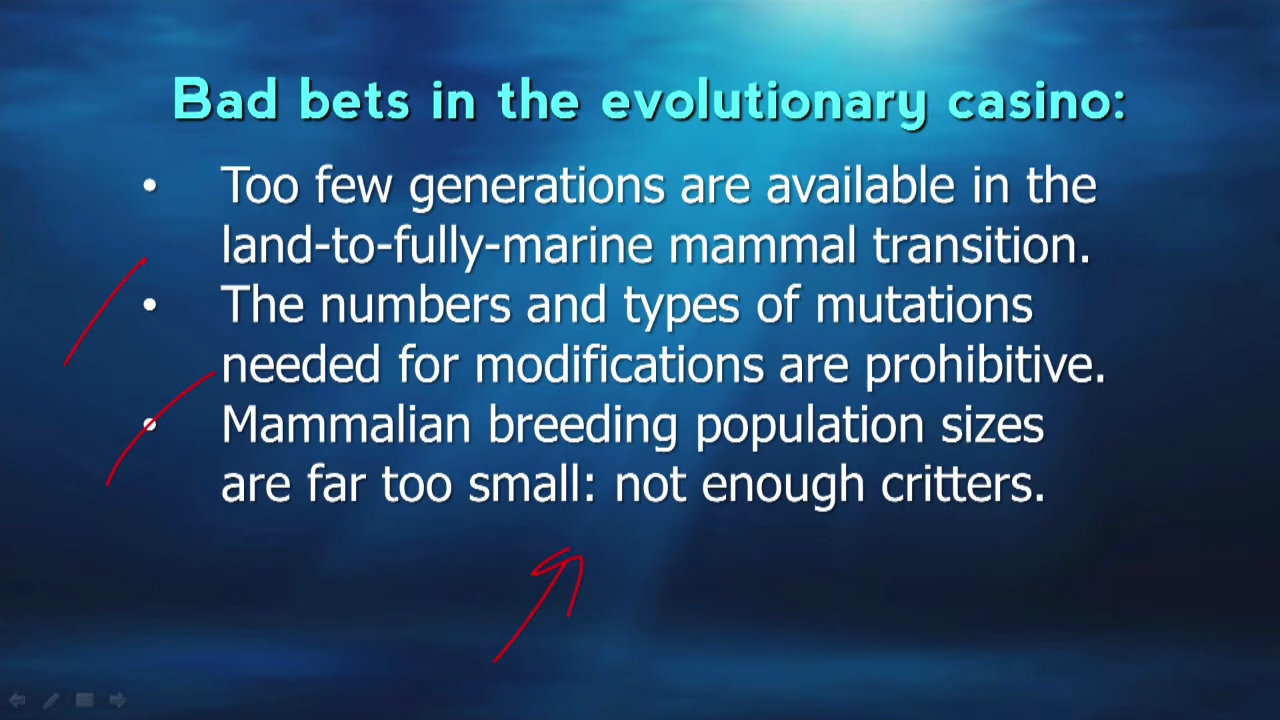 Bad bets in the evolutionary casino:
• Too few generations are available in the
land-to-fully-marine mammal transition.
• The numbers and types of mutations
needed for modifications are prohibitive.
• Mammalian breeding population sizes
are far too small: not enough critters.